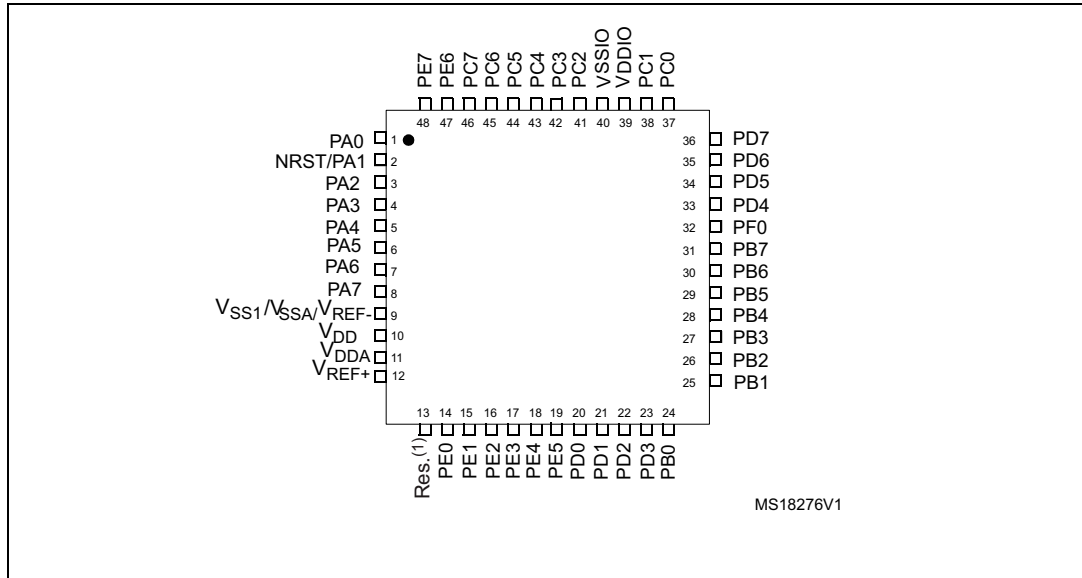 PE7 PE6 PC7 PC6 PC5 PC4 PC3 PC2 VSSIO VDDIO PC1 PC0
48 47 46 45 44 43 42 41 40 39 38 37
PA0 1 36 PD7
NRST/PA1 2 35 PD6
PA2 3 34 PD5
PA3 4 33 PD4
PA4 5 32 PF0
PA5 6 31 PB7
PA6 7 30 PB6
PA7 8 29 PB5
VSS1/VSSA/VREF- 9 28 PB4
VDD 10 27 PB3
VDDA 11 26 PB2
VREF+ 12 25 PB1
13 14 15 16 17 18 19 20 21 22 23 24
Res.(1) PE0 PE1 PE2 PE3 PE4 PE5 PD0 PD1 PD2 PD3 PB0
MS18276V1